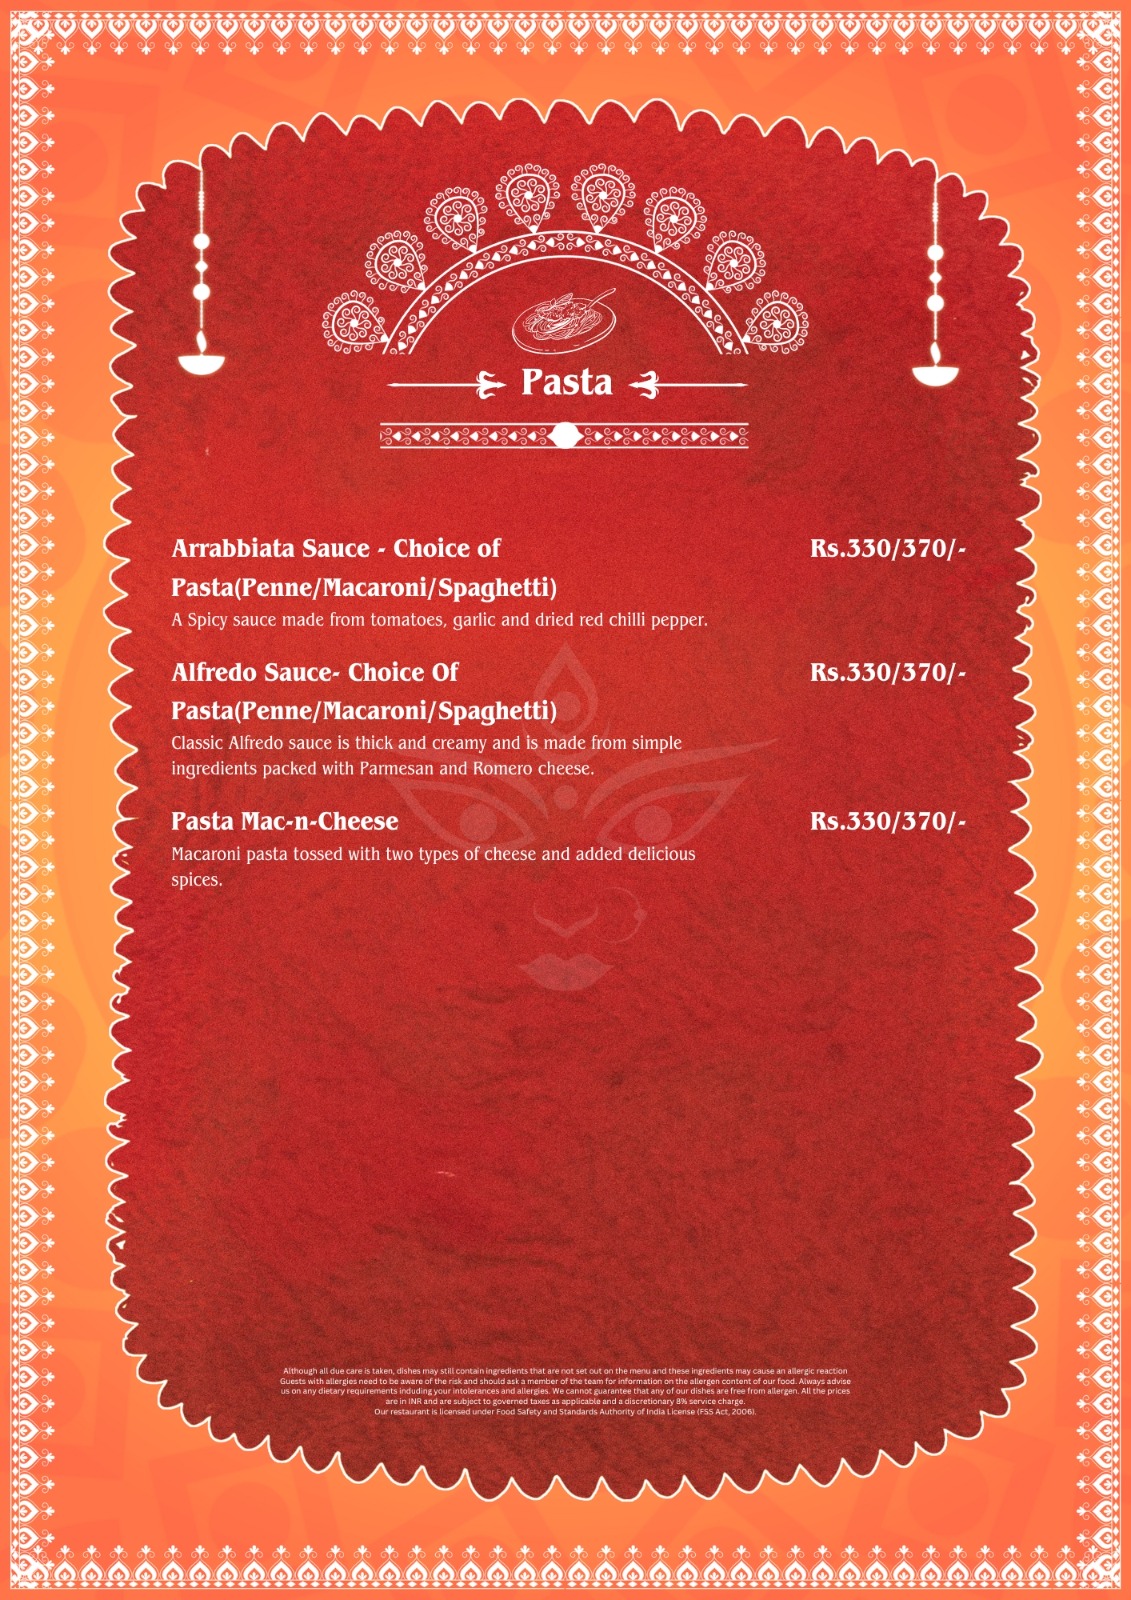 Pasta
Arrabbiata Sauce - Choice of
Pasta(Penne/Macaroni/Spaghetti)
Rs.330/370/-
A Spicy sauce made from tomatoes, garlic and dried red chilli pepper.
Alfredo Sauce- Choice Of
Pasta(Penne/Macaroni/Spaghetti)
Rs.330/370/-
Classic Alfredo sauce is thick and creamy and is made from simple
ingredients packed with Parmesan and Romero cheese.
Pasta Mac-n-Cheese
Rs.330/370/-
Macaroni pasta tossed with two types of cheese and added delicious
spices.
Although all due care is taken, dishes may still contain ingredients that are not set out on the menu and these ingredients may cause an allergic reaction
Guests with allergies need to be aware of the risk and should ask a member of the team for information on the allergen content of our food. Always advise
us on any dietary requirements including your intolerances and allergies. We cannot guarantee that any of our dishes are free from allergen. All the prices
are in INR and are subject to governed taxes as applicable and a discretionary 8% service charge.
Our restaurant is licensed under Food Safety and Standards Authority of India License (FSS Act, 2006).